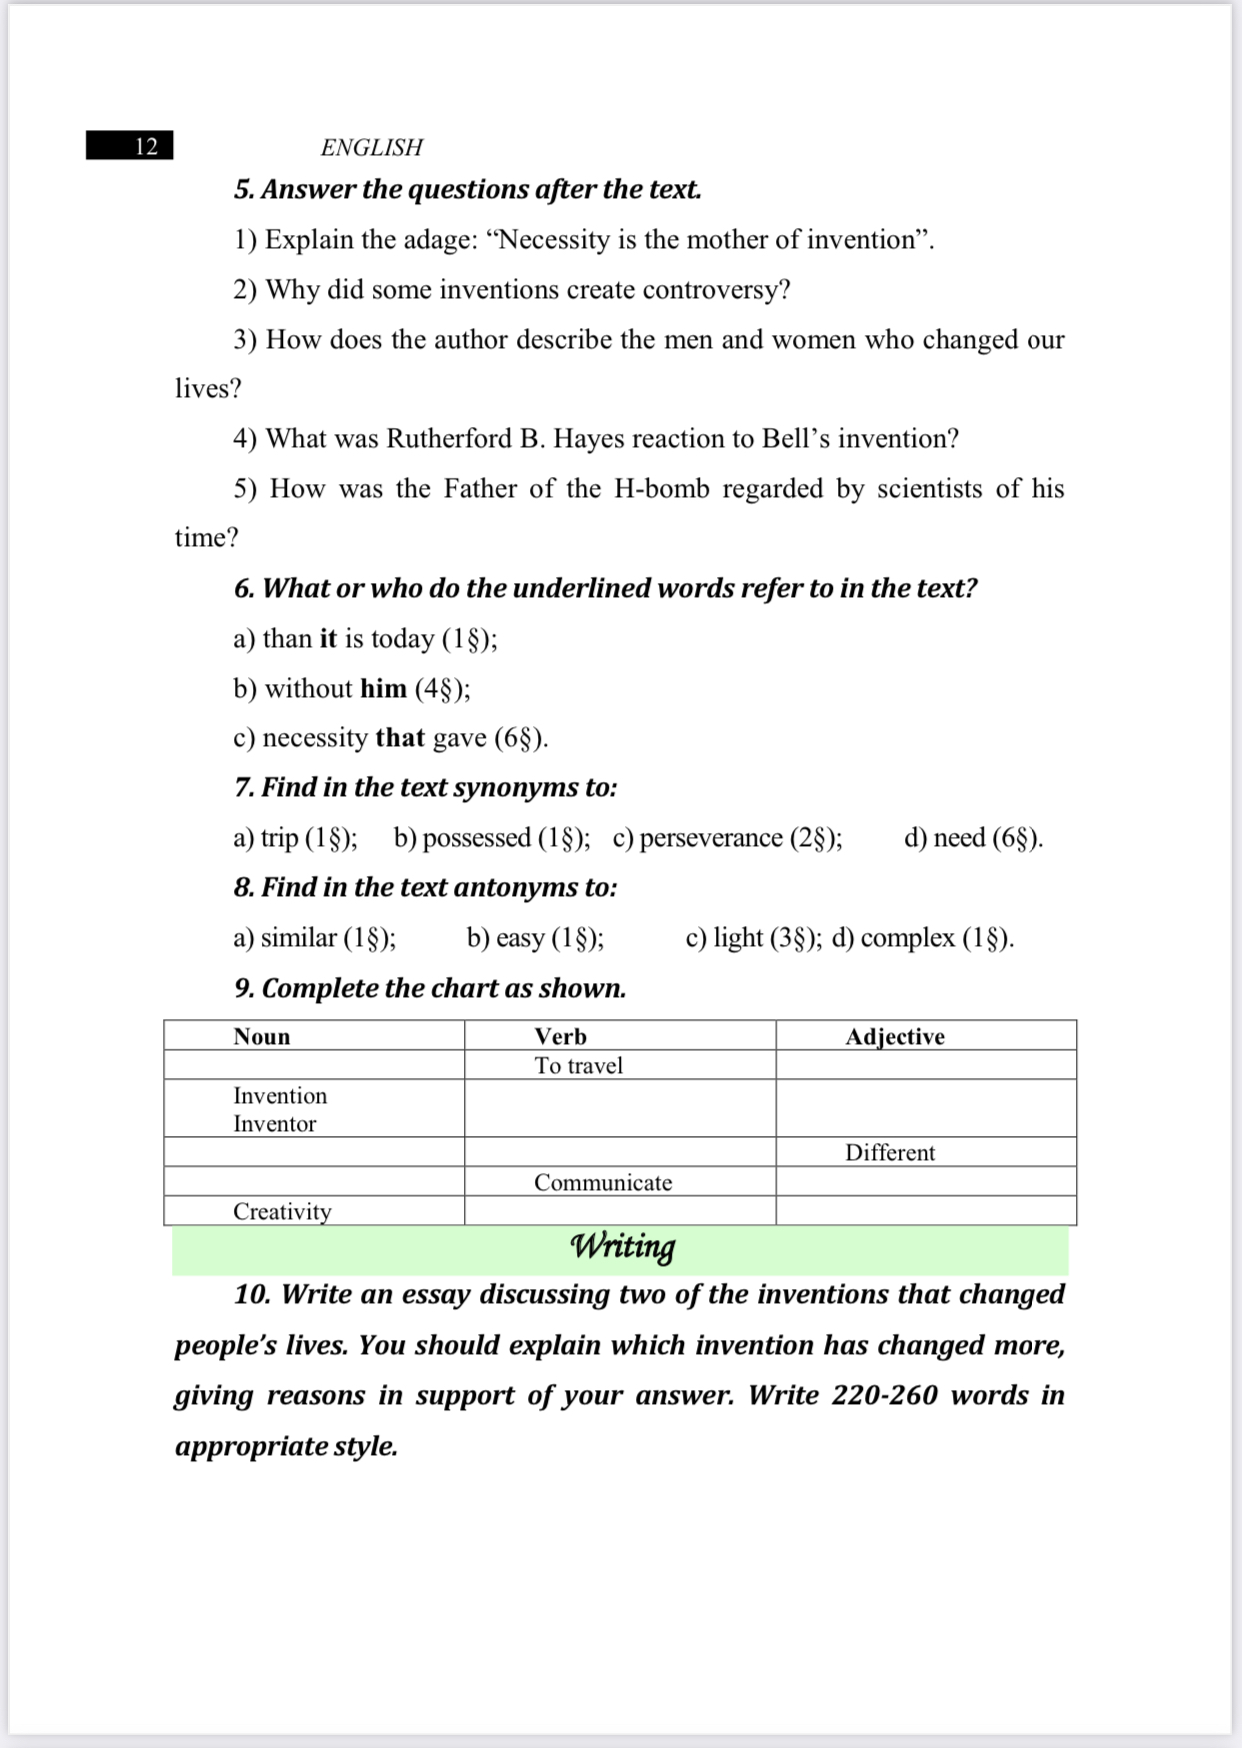 12 ENGLISH
5. Answer the questions after the text.
1) Explain the adage: “Necessity is the mother of invention”.
2) Why did some inventions create controversy?
3) How does the author describe the men and women who changed our
lives?
4) What was Rutherford B. Hayes reaction to Bell’s invention?
5) How was the Father of the H-bomb regarded by scientists of his
time?
6. What or who do the underlined words refer to in the text?
a) than it is today (1§);
b) without him (4§);
c) necessity that gave (6§).
7. Find in the text synonyms to:
a) trip (1§); b) possessed (1§); c) perseverance (2§); d) need (6§).
8. Find in the text antonyms to:
a) similar (1§); b) easy (1§); c) light (3§); d) complex (1§).
9. Complete the chart as shown.
Noun Verb Adjective
To travel
Invention
Inventor
Different
Communicate
Creativity
Writing
10. Write an essay discussing two of the inventions that changed
people’s lives. You should explain which invention has changed more,
giving reasons in support of your answer. Write 220-260 words in
appropriate style.